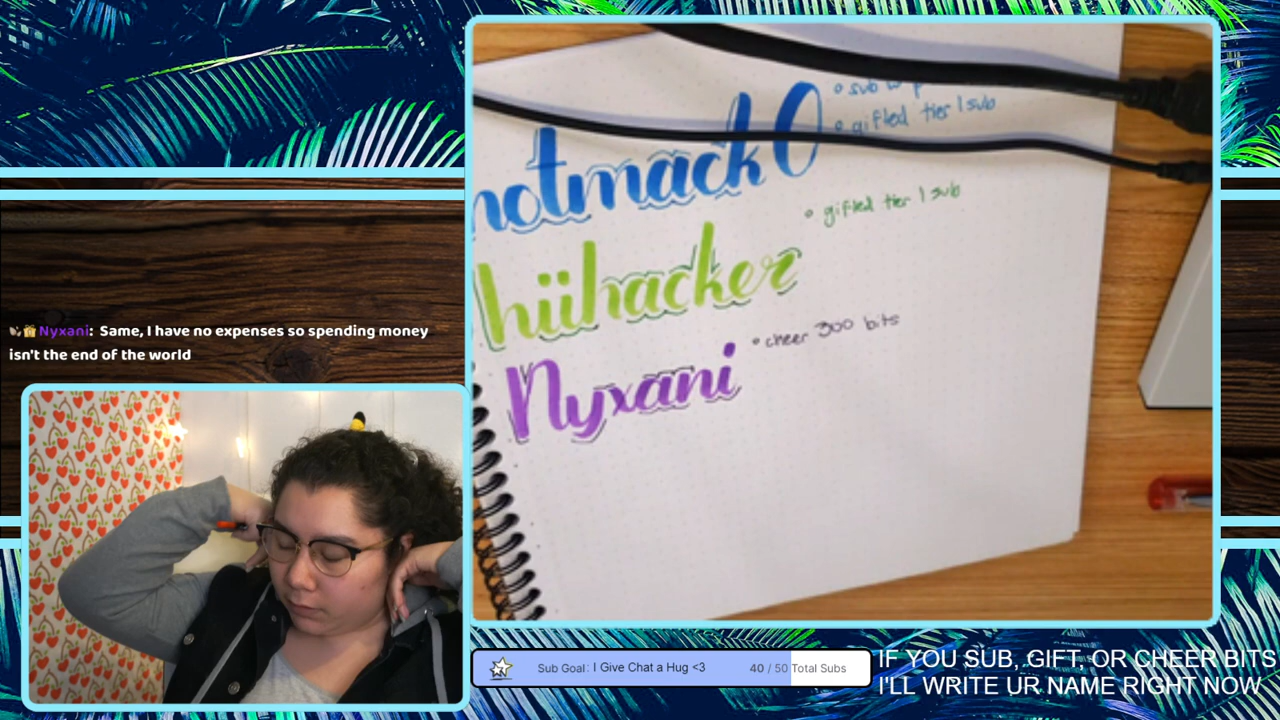 sub w
gifted tier 1 sub
notmack0
gifted tier 1 sub
hiihacker
cheer 300 bits
Nyxani
Nyxani: Same, I have no expenses so spending money
isn't the end of the world
Sub Goal: I Give Chat a Hug <3 40 / 50 Total Subs
IF YOU SUB, GIFT, OR CHEER BITS
I'LL WRITE UR NAME RIGHT NOW